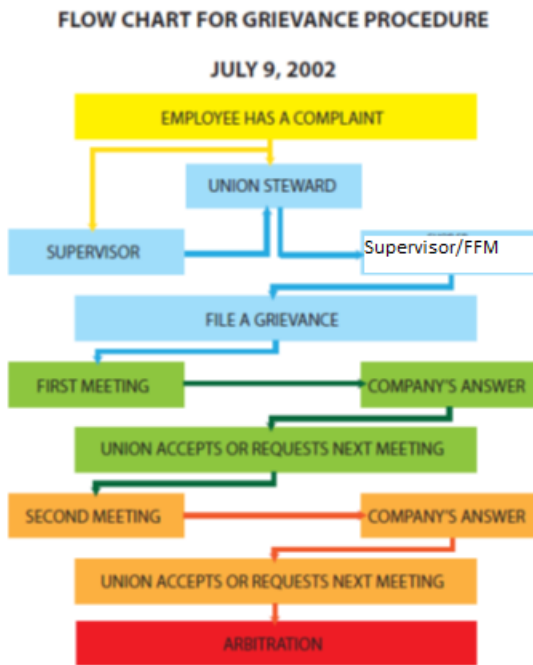 FLOW CHART FOR GRIEVANCE PROCEDURE
JULY 9, 2002
EMPLOYEE HAS A COMPLAINT
UNION STEWARD
SUPERVISOR
Supervisor/FFM
FILE A GRIEVANCE
FIRST MEETING
COMPANY'S ANSWER
UNION ACCEPTS OR REQUESTS NEXT MEETING
SECOND MEETING
COMPANY'S ANSWER
UNION ACCEPTS OR REQUESTS NEXT MEETING
ARBITRATION